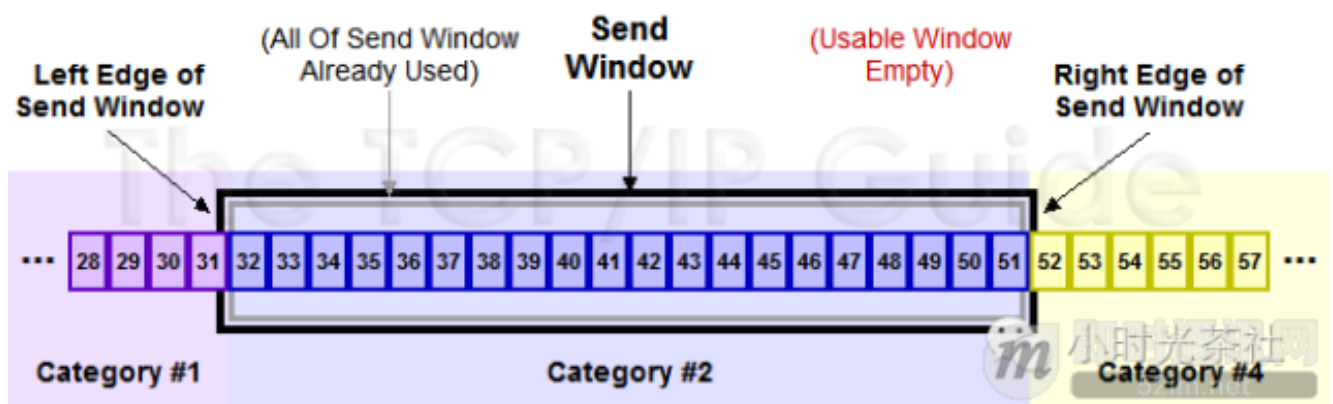 (All Of Send Window
Already Used)
Send
Window
(Usable Window
Empty)
Left Edge of
Send Window
Right Edge of
Send Window
The TCP/IP Guide
... 28 29 30 31 32 33 34 35 36 37 38 39 40 41 42 43 44 45 46 47 48 49 50 51 52 53 54 55 56 57 ...
Category #1
Category #2
Category #4
小时光茶社
52im.net